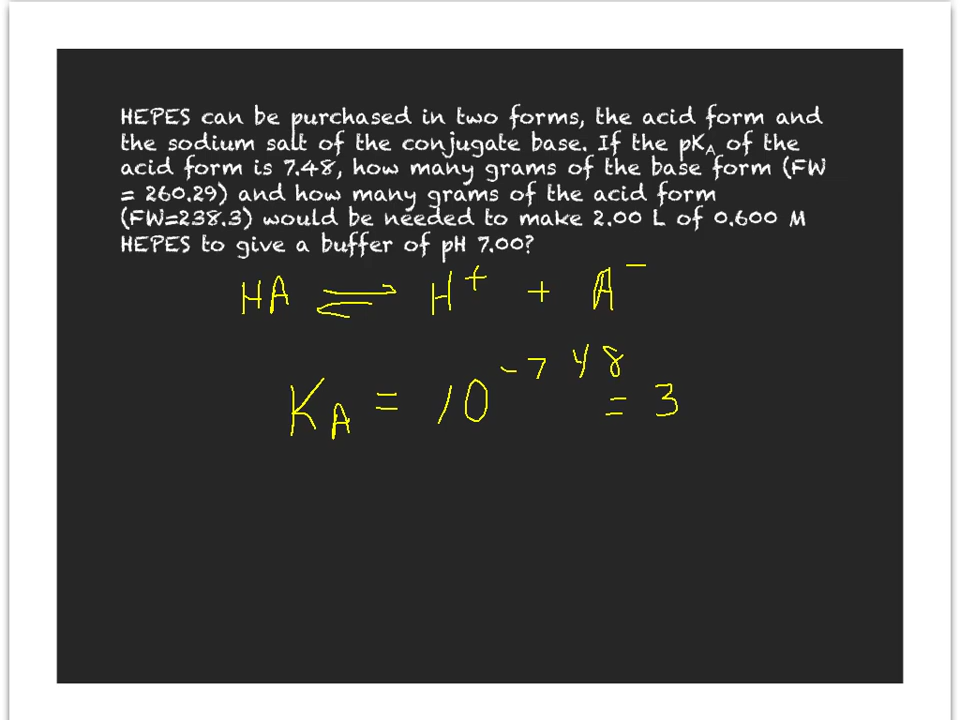 HEPES can be purchased in two forms, the acid form and
the sodium salt of the conjugate base. If the pKA of the
acid form is 7.48, how many grams of the base form (FW
= 260.29) and how many grams of the acid form
(FW=238.3) would be needed to make 2.00 L of 0.600 M
HEPES to give a buffer of pH 7.00?
HA ⇌ H⁺ + A⁻
KA = 10^-7 48 = 3